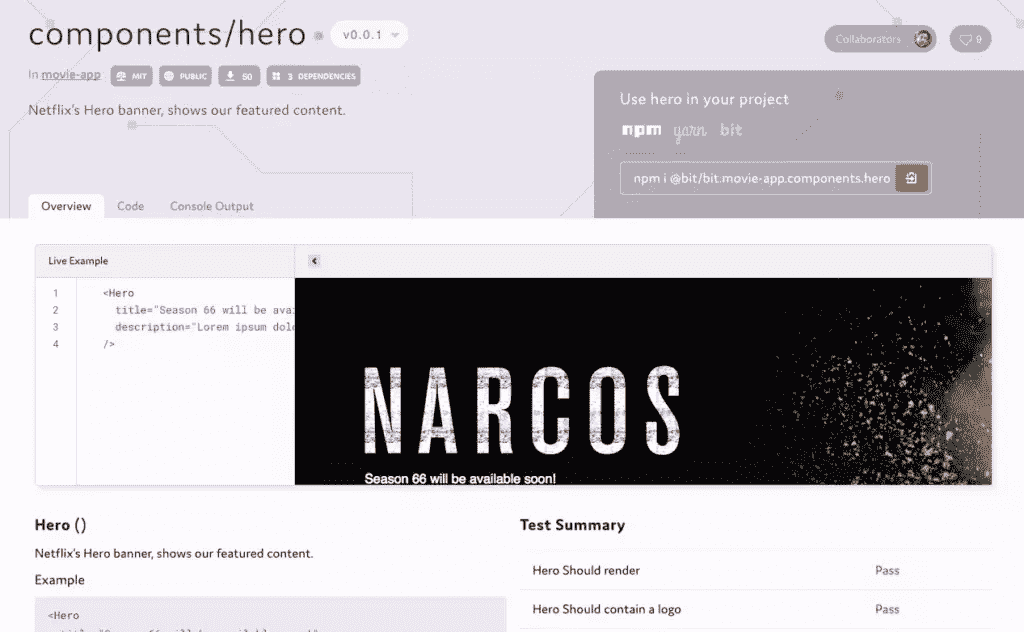 components/hero v0.0.1
Collaborators 9
In movie-app MIT PUBLIC 50 3 DEPENDENCIES
Netflix's Hero banner, shows our featured content.
Use hero in your project
npm yarn bit
npm i @bit/bit.movie-app.components.hero
Overview Code Console Output
Live Example
1 <Hero
2 title="Season 66 will be avai
3 description="Lorem ipsum dolo
4 />
NARCOS
Season 66 will be available soon!
Hero ()
Netflix's Hero banner, shows our featured content.
Example
<Hero
Test Summary
Hero Should render Pass
Hero Should contain a logo Pass